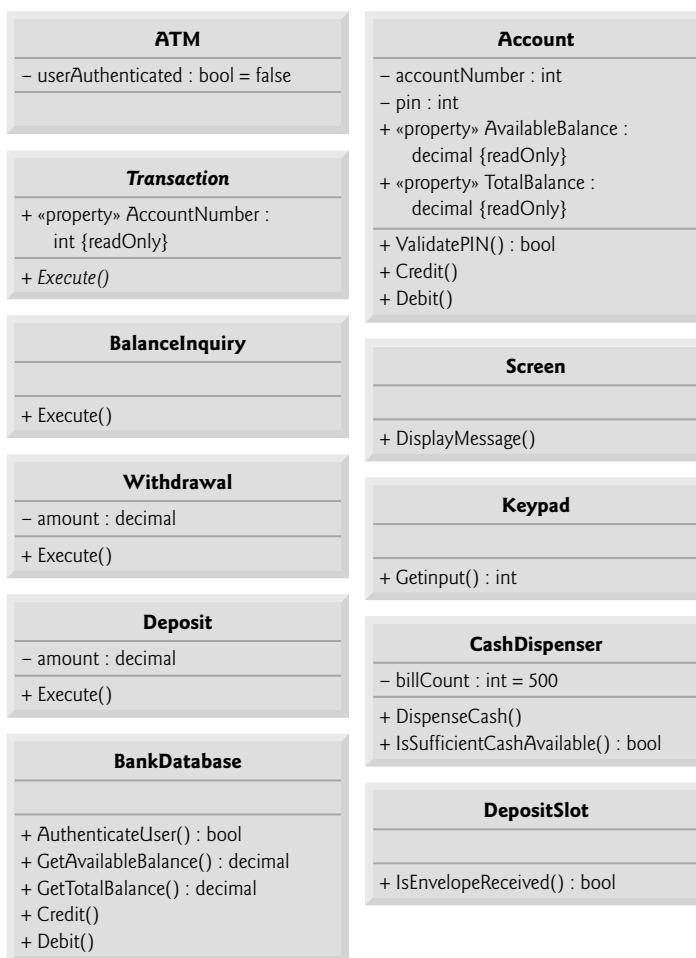 ATM
– userAuthenticated : bool = false
Transaction
+ «property» AccountNumber :
int {readOnly}
+ Execute()
BalanceInquiry
+ Execute()
Withdrawal
– amount : decimal
+ Execute()
Deposit
– amount : decimal
+ Execute()
BankDatabase
+ AuthenticateUser() : bool
+ GetAvailableBalance() : decimal
+ GetTotalBalance() : decimal
+ Credit()
+ Debit()
Account
– accountNumber : int
– pin : int
+ «property» AvailableBalance :
decimal {readOnly}
+ «property» TotalBalance :
decimal {readOnly}
+ ValidatePIN() : bool
+ Credit()
+ Debit()
Screen
+ DisplayMessage()
Keypad
+ Getinput() : int
CashDispenser
– billCount : int = 500
+ DispenseCash()
+ IsSufficientCashAvailable() : bool
DepositSlot
+ IsEnvelopeReceived() : bool